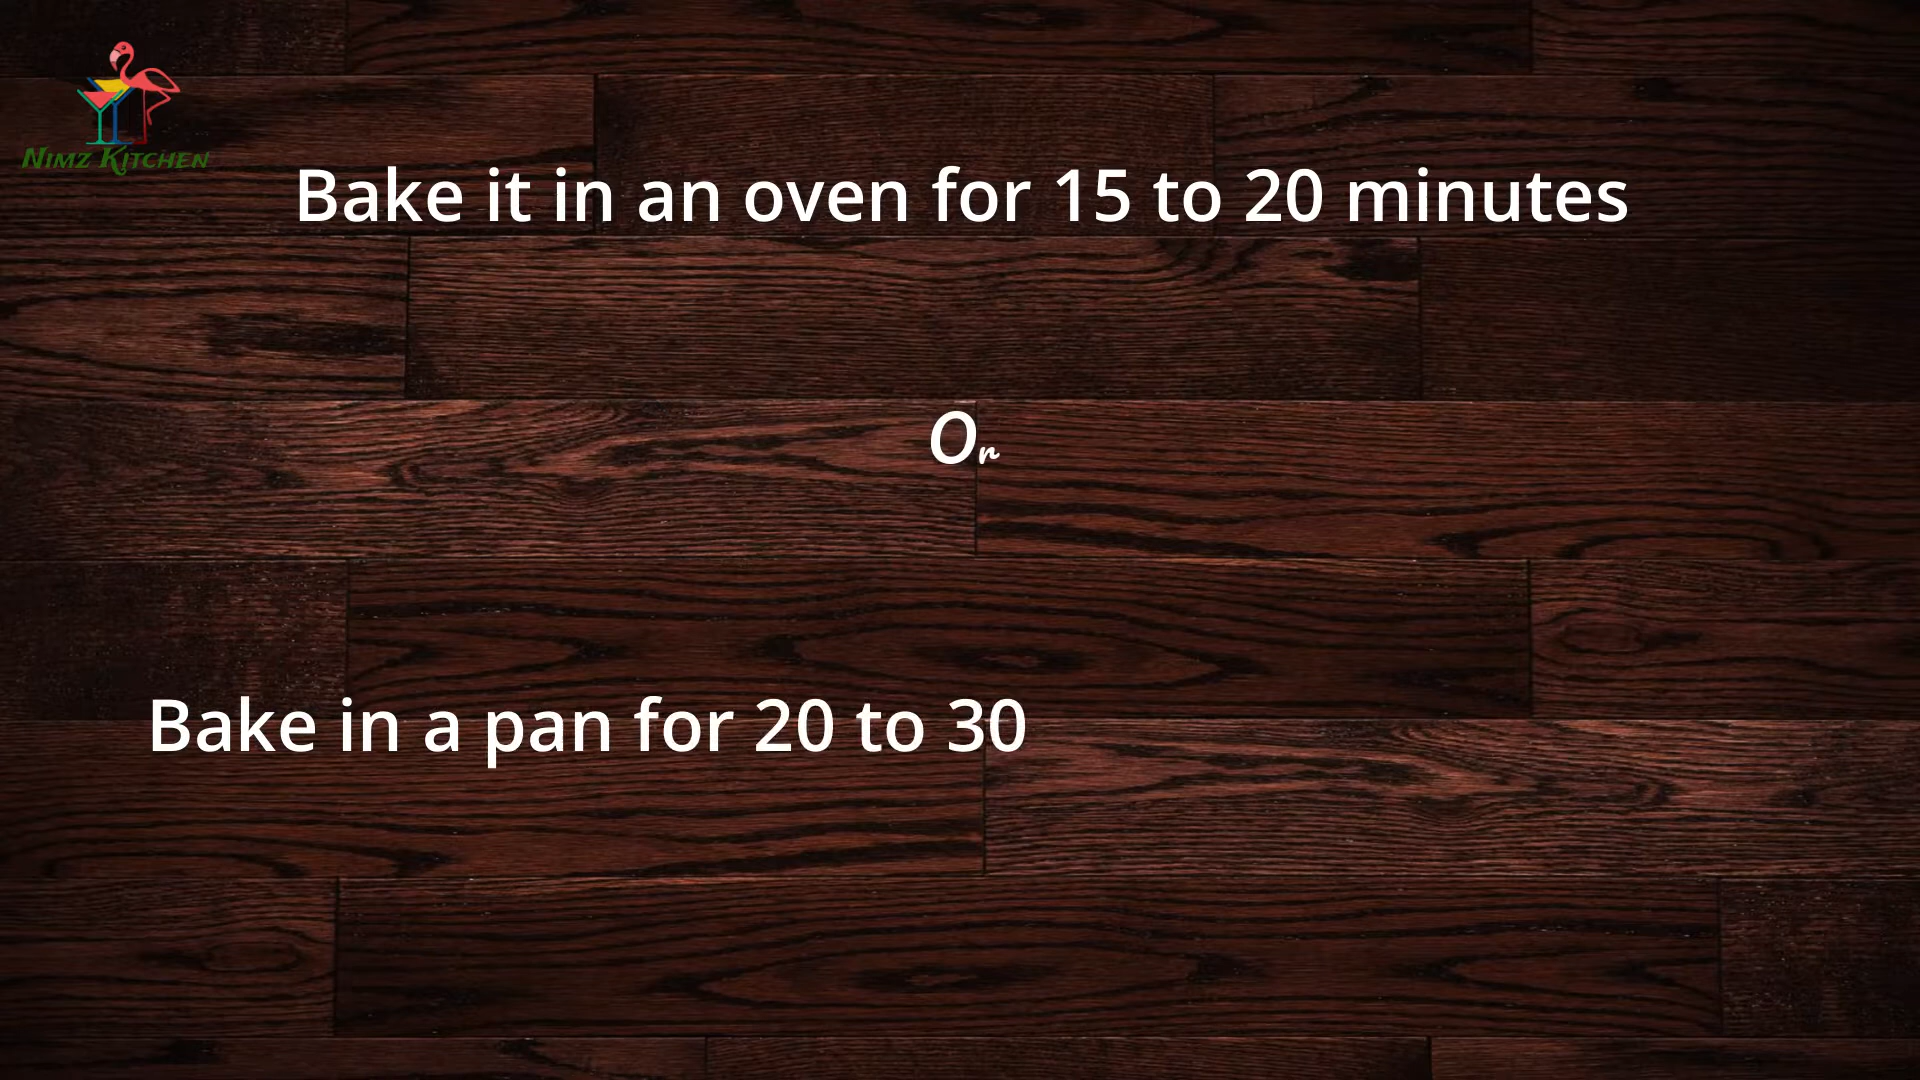 Nimz Kitchen
Bake it in an oven for 15 to 20 minutes
Or
Bake in a pan for 20 to 30